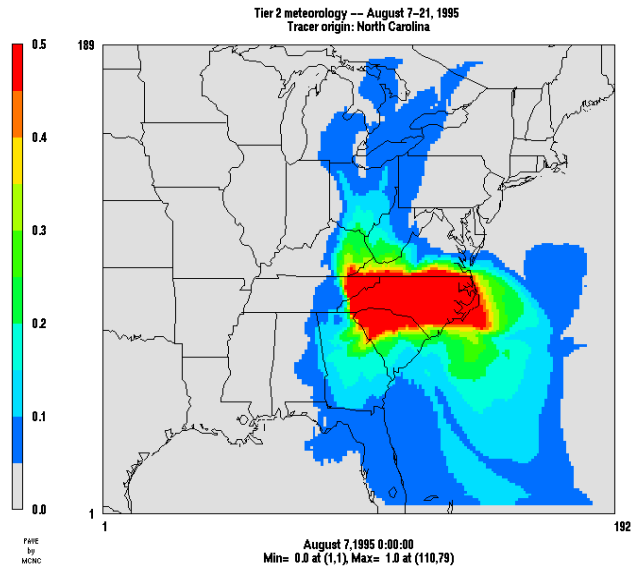 Tier 2 meteorology -- August 7-21, 1995
Tracer origin: North Carolina
0.5
189
0.4
0.3
0.2
0.1
0.0
1
1
192
PAVE
by
MCNC
August 7,1995 0:00:00
Min= 0.0 at (1,1), Max= 1.0 at (110,79)